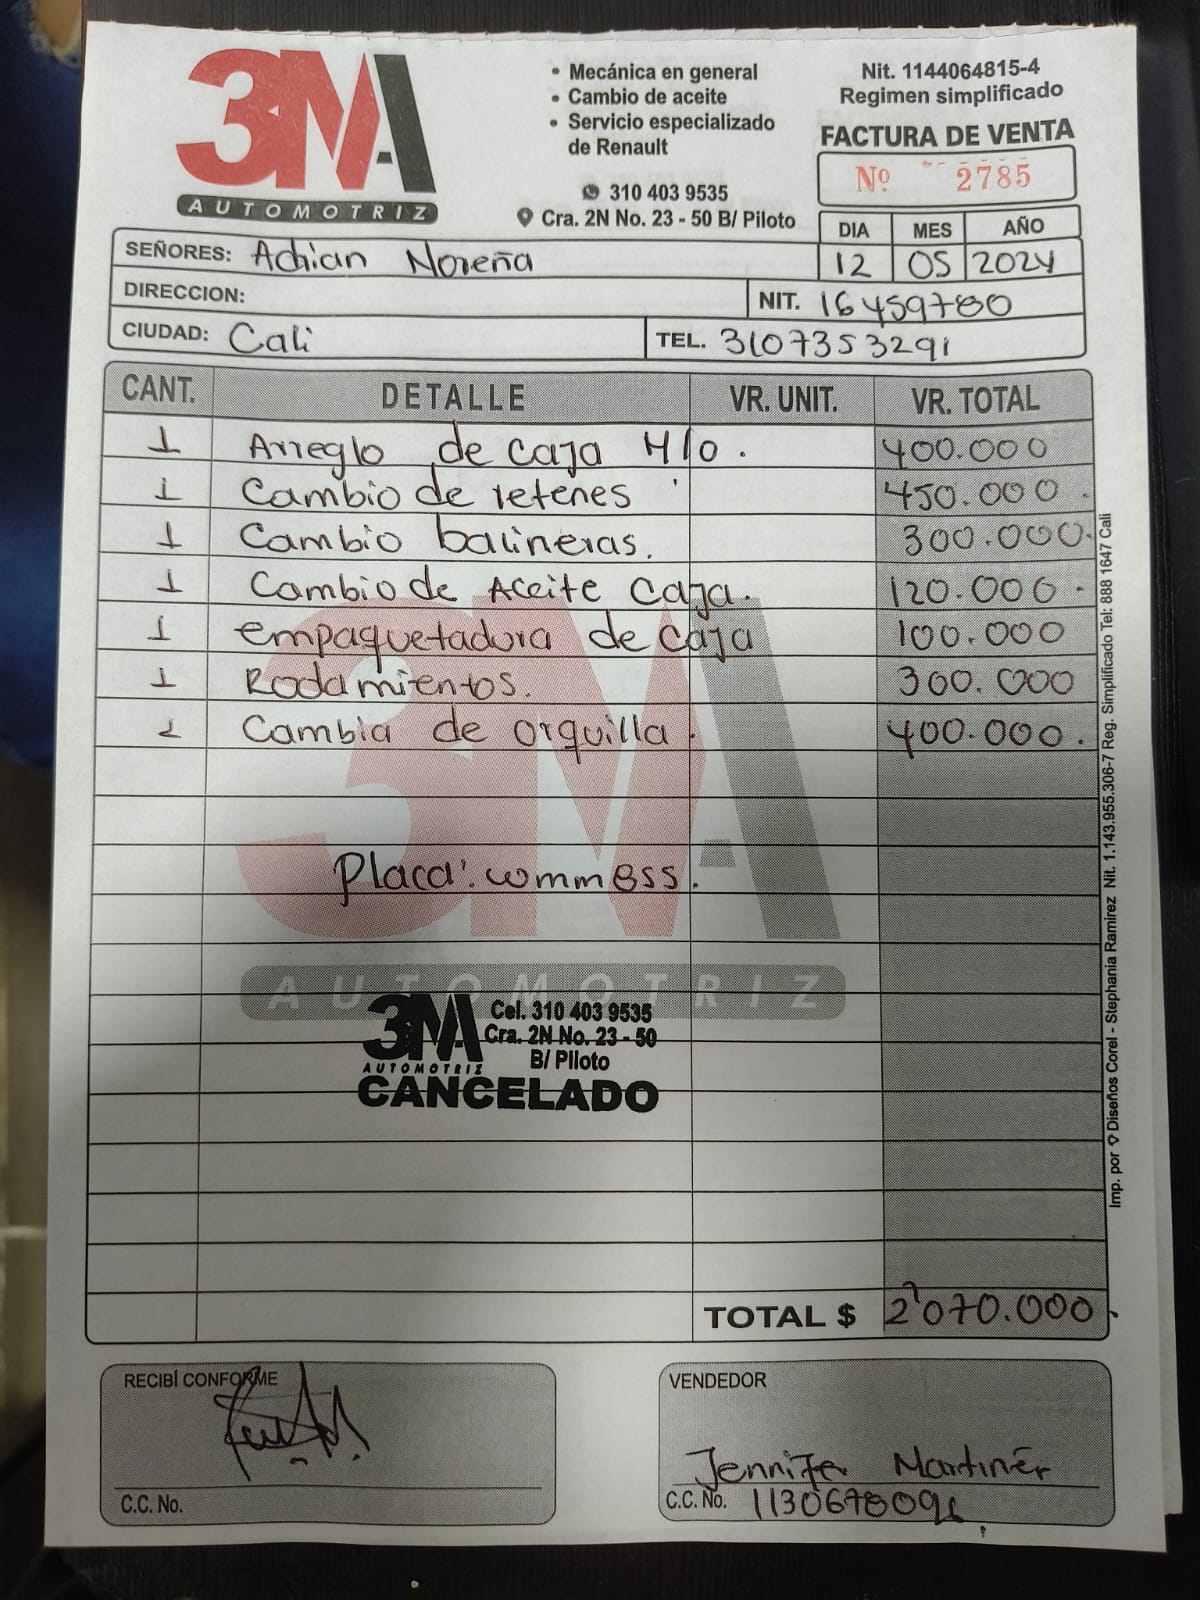 3MA
AUTOMOTRIZ
• Mecánica en general
• Cambio de aceite
• Servicio especializado
de Renault
310 403 9535
Cra. 2N No. 23 - 50 B/ Piloto
Nit. 1144064815-4
Regimen simplificado
FACTURA DE VENTA
Nº 2785
DIA MES AÑO
12 05 2024
SEÑORES: Adrian Noreña
DIRECCION:
NIT. 16459780
CIUDAD: Cali
TEL. 3107353291
CANT. DETALLE VR. UNIT. VR. TOTAL
1 Arreglo de caja M/O. 400.000
1 Cambio de retenes 450.000
1 Cambio balineras. 300.000
1 Cambio de Aceite caja. 120.000
1 empaquetadura de caja 100.000
1 Rodamientos. 300.000
2 Cambia de orquilla. 400.000
Placa:
AUTOMOTRIZ
3MA
AUTOMOTRIZ
Cel. 310 403 9535
Cra. 2N No. 23 - 50
B/ Piloto
CANCELADO
TOTAL $ 2'070.000
RECIBÍ CONFORME
C.C. No.
VENDEDOR
Jennifer Martinez
C.C. No.
Imp. por Diseños Corel - Stephania Ramirez Nit. 1.143.955.306-7 Reg. Simplificado Tel: 888 1647 Cali